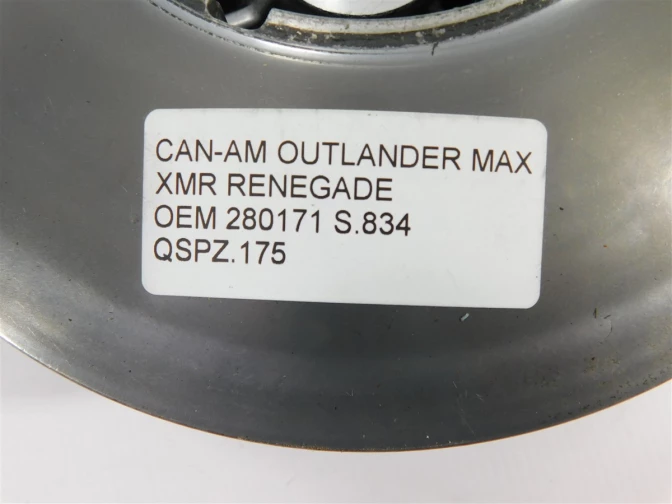 CAN-AM OUTLANDER MAX
XMR RENEGADE
OEM 280171 S.834
QSPZ.175